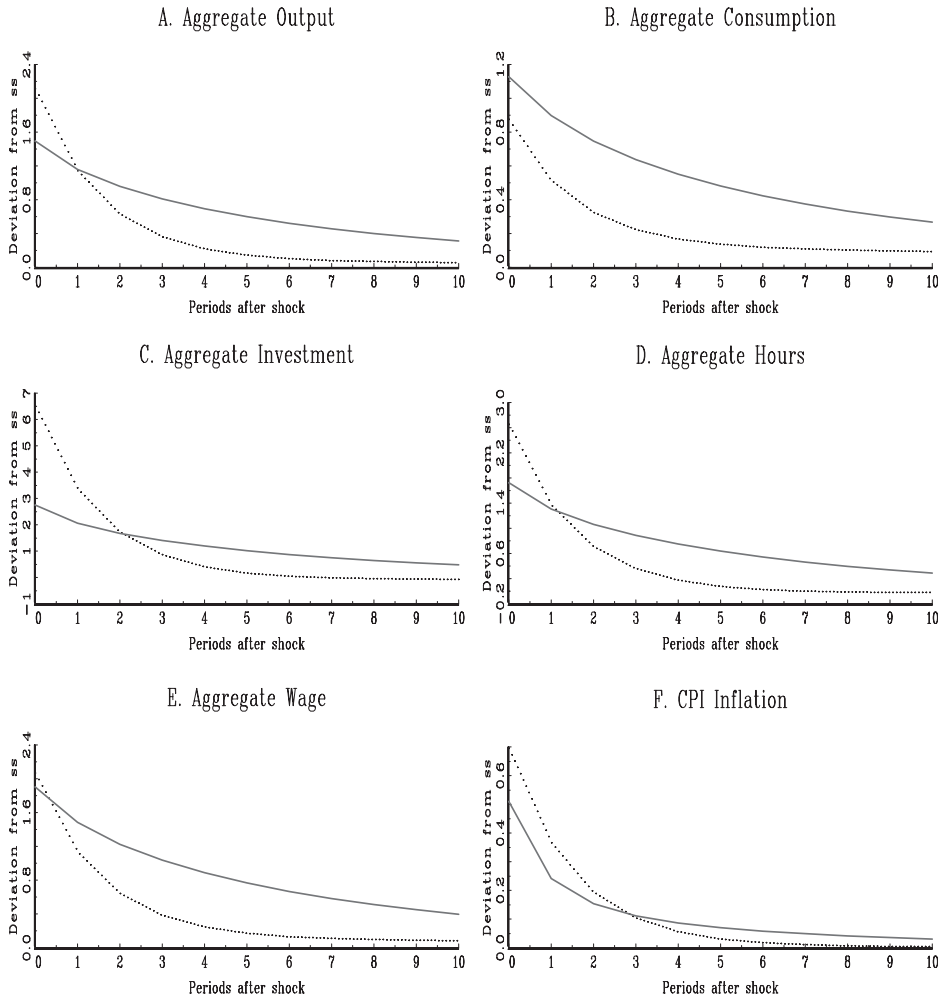 A. Aggregate Output
Deviation from ss
0.0 0.8 1.6 2.4
0 1 2 3 4 5 6 7 8 9 10
Periods after shock
B. Aggregate Consumption
Deviation from ss
0.0 0.4 0.8 1.2
0 1 2 3 4 5 6 7 8 9 10
Periods after shock
C. Aggregate Investment
Deviation from ss
-1 1 2 3 4 5 6 7
0 1 2 3 4 5 6 7 8 9 10
Periods after shock
D. Aggregate Hours
Deviation from ss
-0.2 0.6 1.4 2.2 3.0
0 1 2 3 4 5 6 7 8 9 10
Periods after shock
E. Aggregate Wage
Deviation from ss
0.0 0.8 1.6 2.4
0 1 2 3 4 5 6 7 8 9 10
Periods after shock
F. CPI Inflation
Deviation from ss
0.0 0.2 0.4 0.6
0 1 2 3 4 5 6 7 8 9 10
Periods after shock